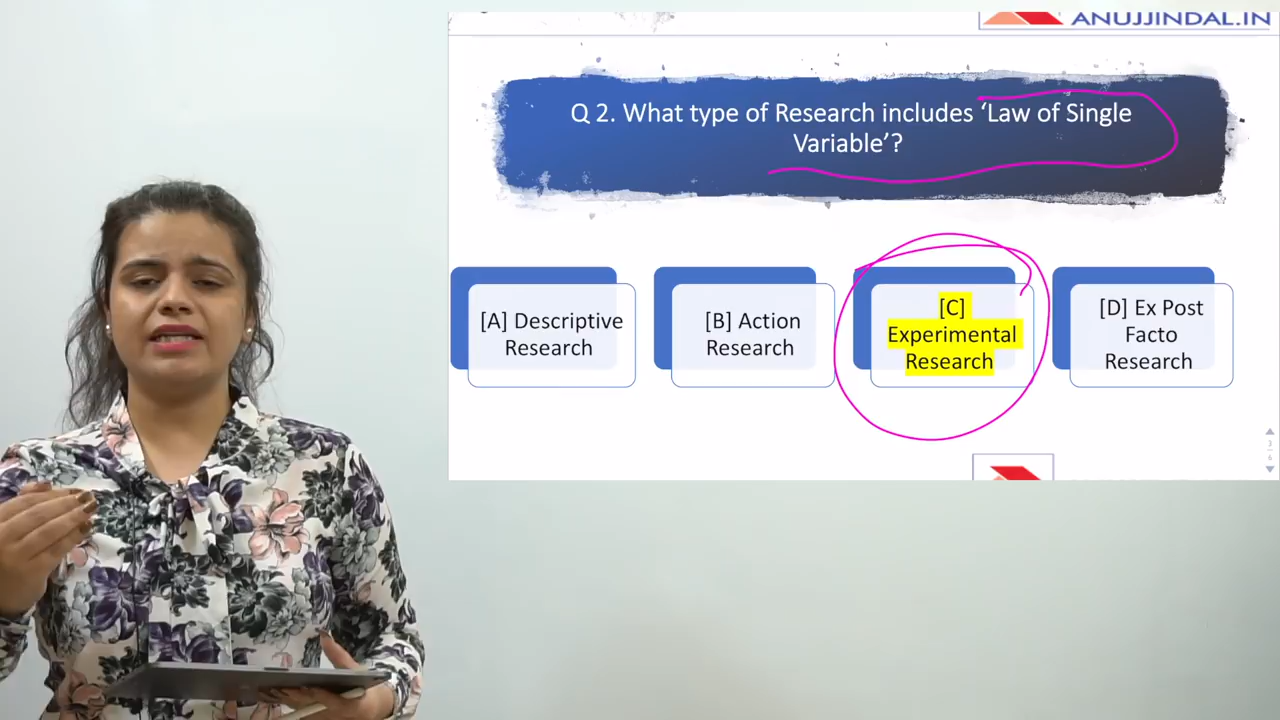 ANUJJINDAL.IN
Q 2. What type of Research includes ‘Law of Single
Variable’?
[A] Descriptive
Research
[B] Action
Research
[C]
Experimental
Research
[D] Ex Post
Facto
Research